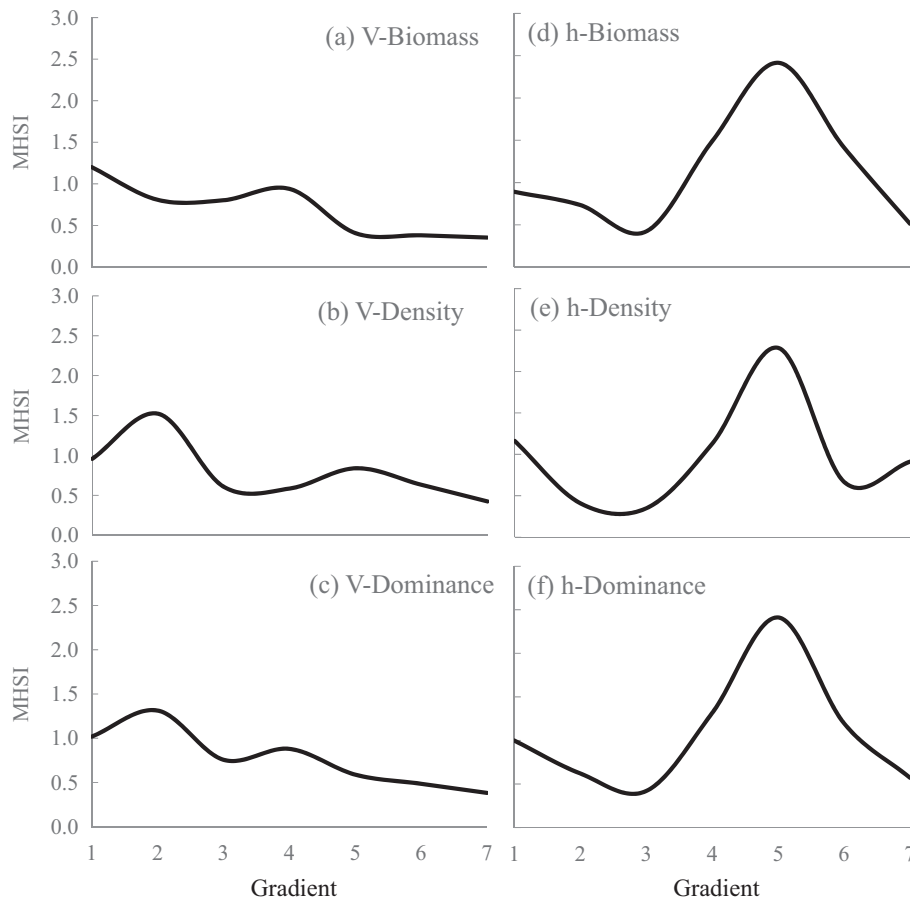 (a) V-Biomass
MHSI
3.0
2.5
2.0
1.5
1.0
0.5
0.0
(d) h-Biomass
(b) V-Density
MHSI
3.0
2.5
2.0
1.5
1.0
0.5
0.0
(e) h-Density
(c) V-Dominance
MHSI
3.0
2.5
2.0
1.5
1.0
0.5
0.0
1 2 3 4 5 6 7
Gradient
(f) h-Dominance
1 2 3 4 5 6 7
Gradient